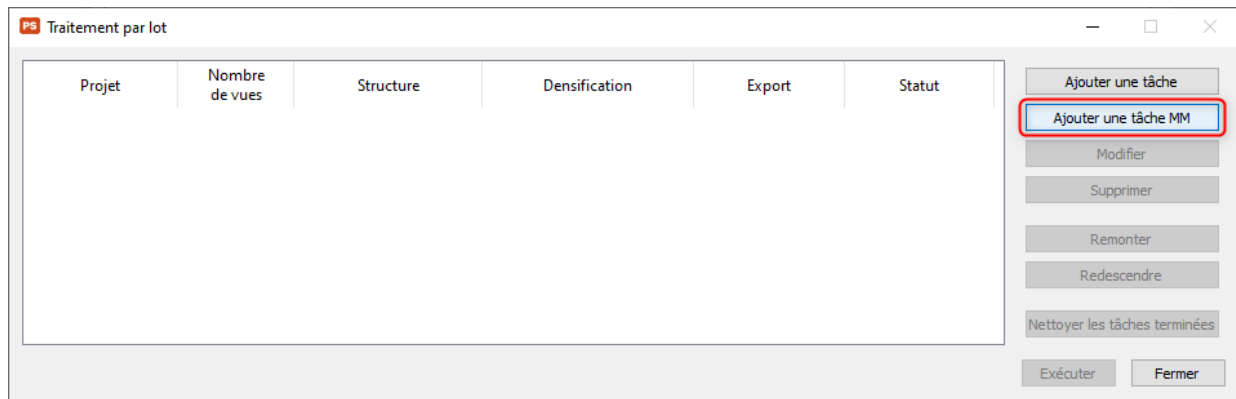 PS Traitement par lot
Projet
Nombre
de vues
Structure
Densification
Export
Statut
Ajouter une tâche
Ajouter une tâche MM
Modifier
Supprimer
Remonter
Redescendre
Nettoyer les tâches terminées
Exécuter
Fermer